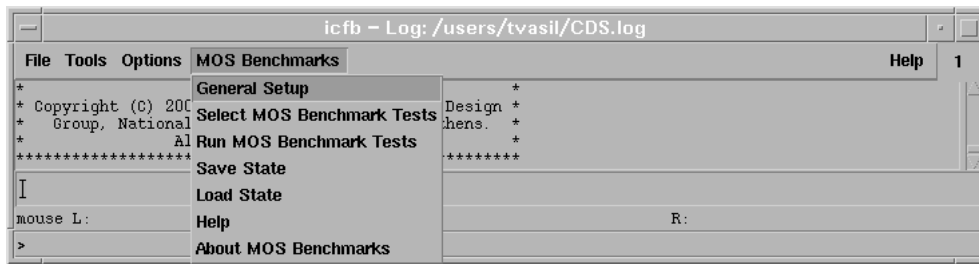 icfb – Log: /users/tvasil/CDS.log
File Tools Options MOS Benchmarks Help 1
General Setup
Select MOS Benchmark Tests
Run MOS Benchmark Tests
Save State
Load State
Help
About MOS Benchmarks
* *
* Copyright (C) 200 Design *
* Group, National hens. *
* Al *
************************ ********
mouse L: R:
>